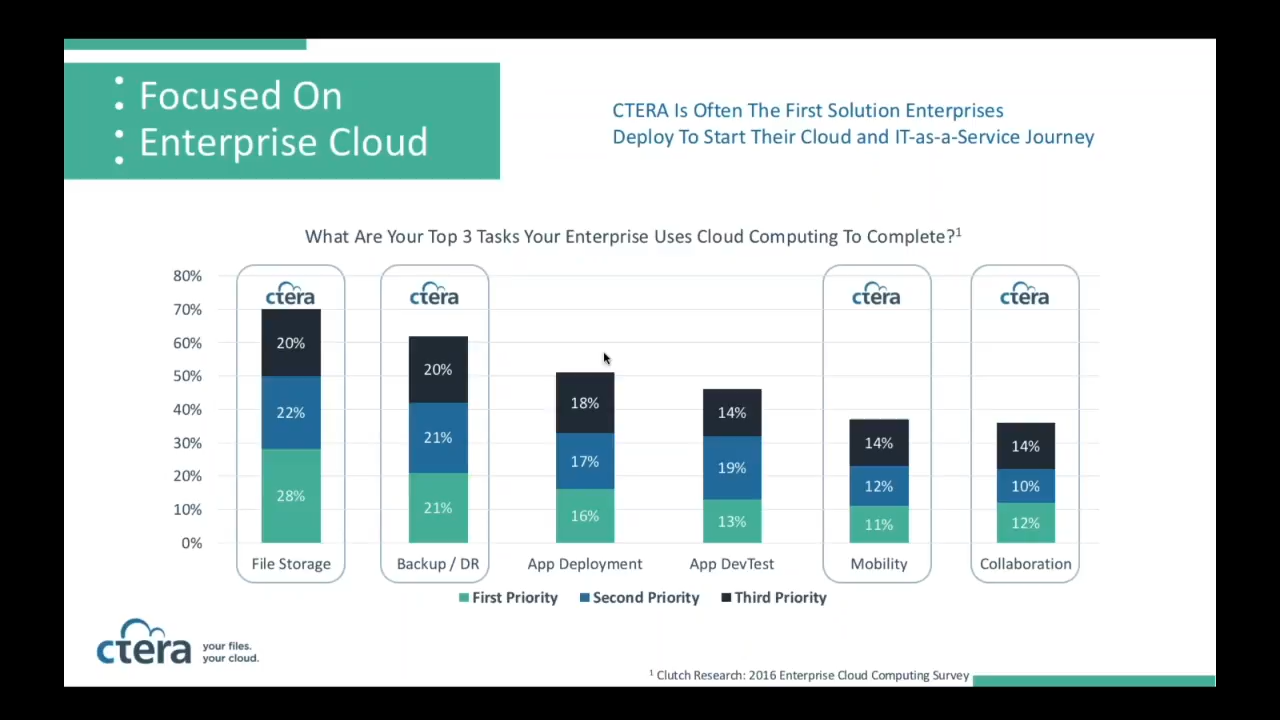 Focused On
Enterprise Cloud
CTERA Is Often The First Solution Enterprises
Deploy To Start Their Cloud and IT-as-a-Service Journey
What Are Your Top 3 Tasks Your Enterprise Uses Cloud Computing To Complete?¹
80%
70%
60%
50%
40%
30%
20%
10%
0%
ctera
20%
22%
28%
File Storage
ctera
20%
21%
21%
Backup / DR
18%
17%
16%
App Deployment
14%
19%
13%
App DevTest
ctera
14%
12%
11%
Mobility
ctera
14%
10%
12%
Collaboration
First Priority
Second Priority
Third Priority
ctera
your files.
your cloud.
¹ Clutch Research: 2016 Enterprise Cloud Computing Survey